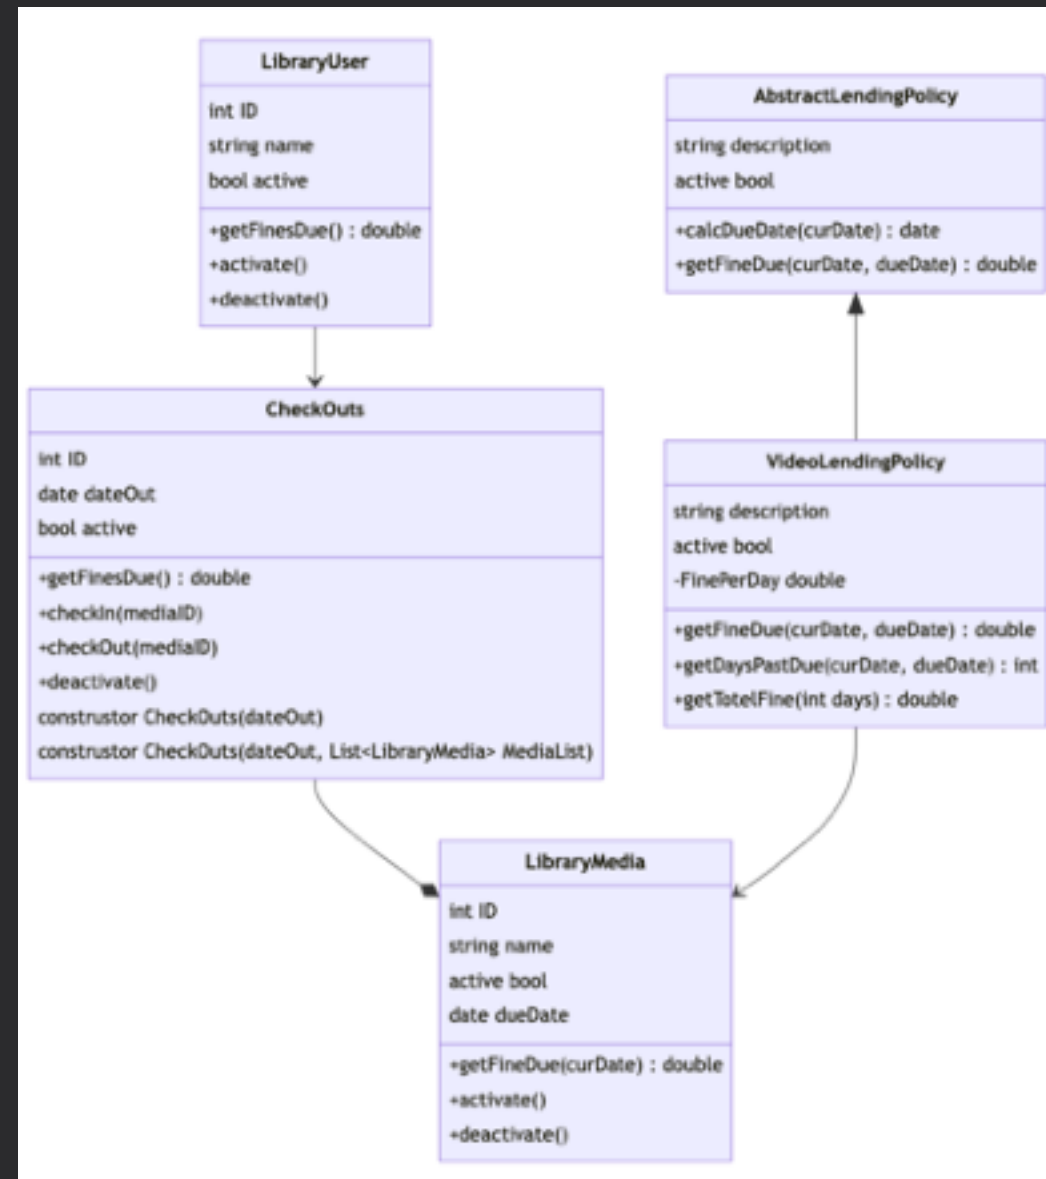 LibraryUser
int ID
string name
bool active
+getFinesDue() : double
+activate()
+deactivate()
AbstractLendingPolicy
string description
active bool
+calcDueDate(curDate) : date
+getFineDue(curDate, dueDate) : double
CheckOuts
int ID
date dateOut
bool active
+getFinesDue() : double
+checkIn(mediaID)
+checkOut(mediaID)
+deactivate()
construstor CheckOuts(dateOut)
construstor CheckOuts(dateOut, List<LibraryMedia> MediaList)
VideoLendingPolicy
string description
active bool
-FinePerDay double
+getFineDue(curDate, dueDate) : double
+getDaysPastDue(curDate, dueDate) : int
+getTotelFine(int days) : double
LibraryMedia
int ID
string name
active bool
date dueDate
+getFineDue(curDate) : double
+activate()
+deactivate()